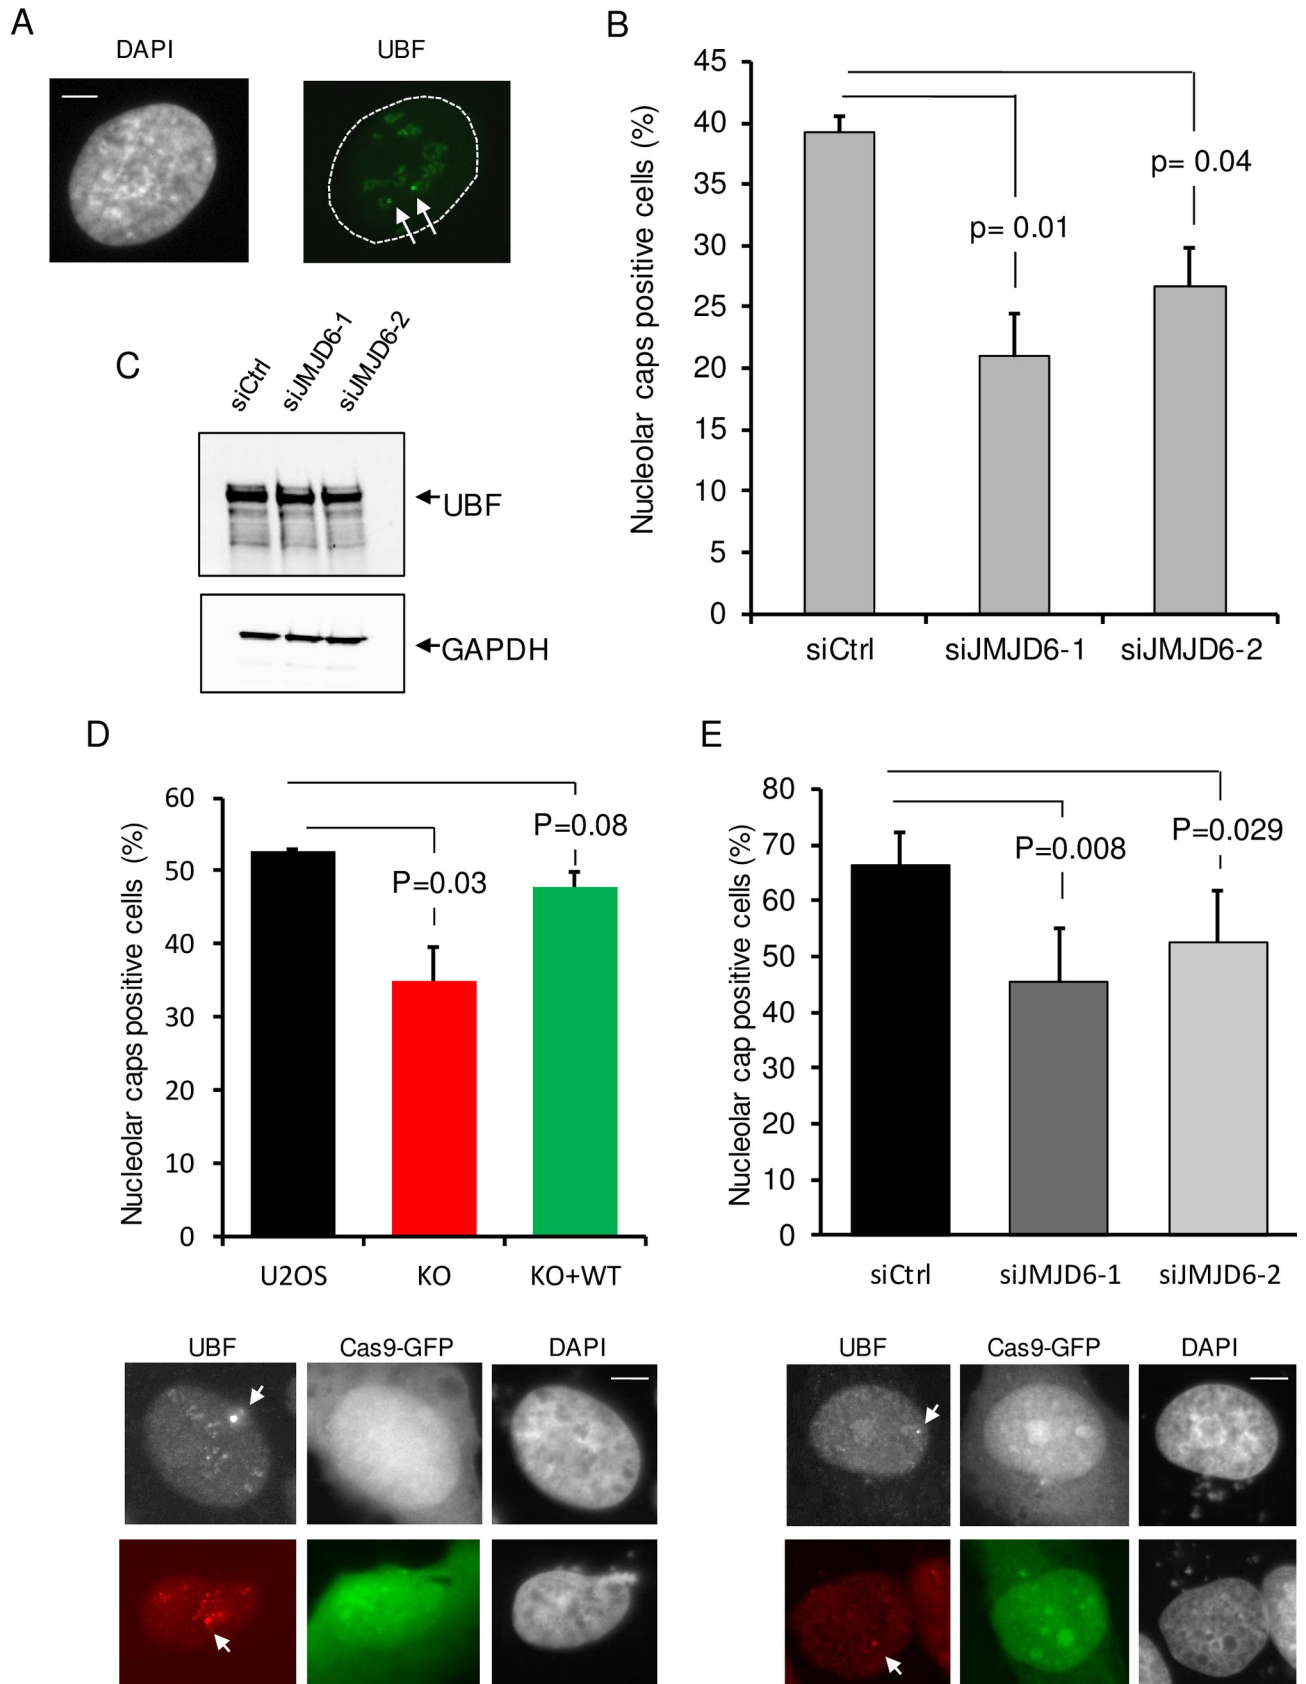 A
DAPI
UBF
B
Nucleolar caps positive cells (%)
45
40
35
30
25
20
15
10
5
0
p= 0.04
p= 0.01
siCtrl
siJMJD6-1
siJMJD6-2
C
siCtrl
siJMJD6-1
siJMJD6-2
UBF
GAPDH
D
Nucleolar caps positive cells (%)
60
50
40
30
20
10
0
P=0.08
P=0.03
U2OS
KO
KO+WT
UBF
Cas9-GFP
DAPI
E
Nucleolar cap positive cells (%)
80
70
60
50
40
30
20
10
0
P=0.029
P=0.008
siCtrl
siJMJD6-1
siJMJD6-2
UBF
Cas9-GFP
DAPI